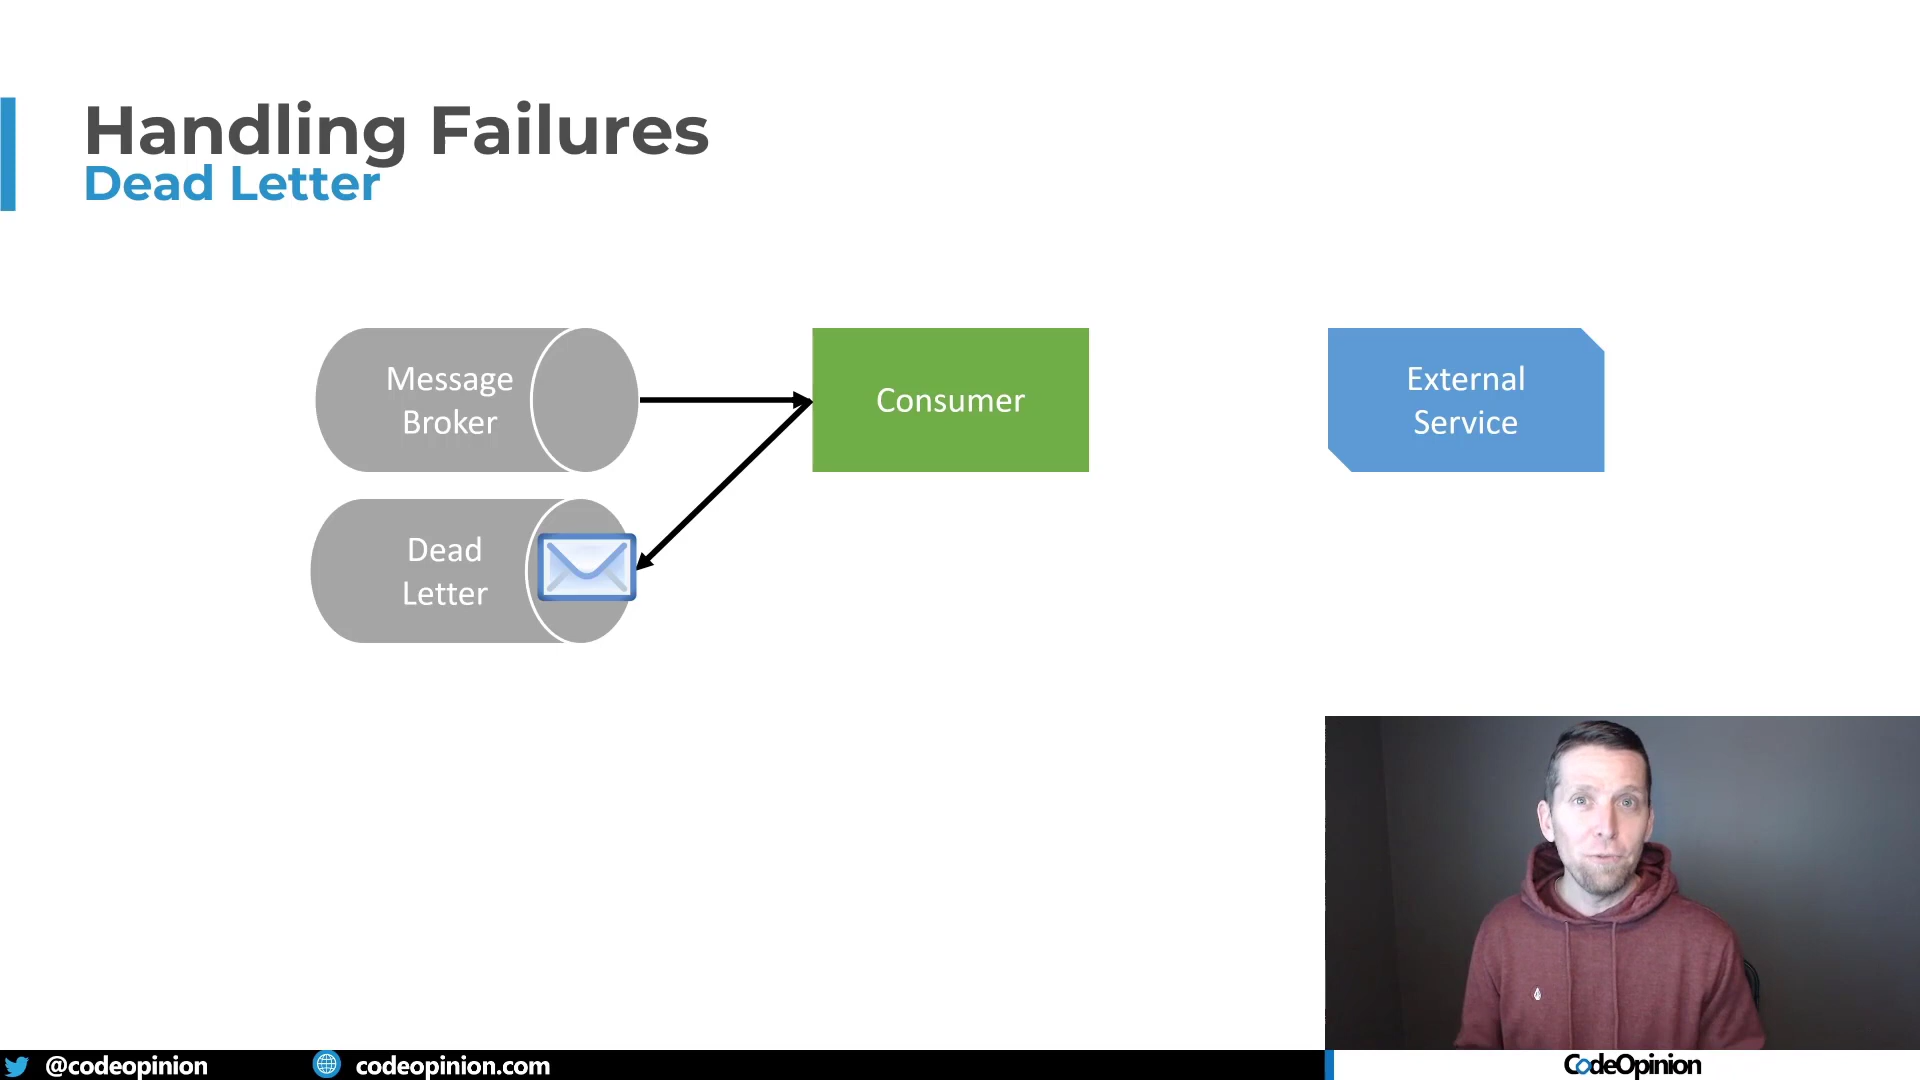 Handling Failures
Dead Letter
Message
Broker
Consumer
External
Service
Dead
Letter
@codeopinion
codeopinion.com
CodeOpinion